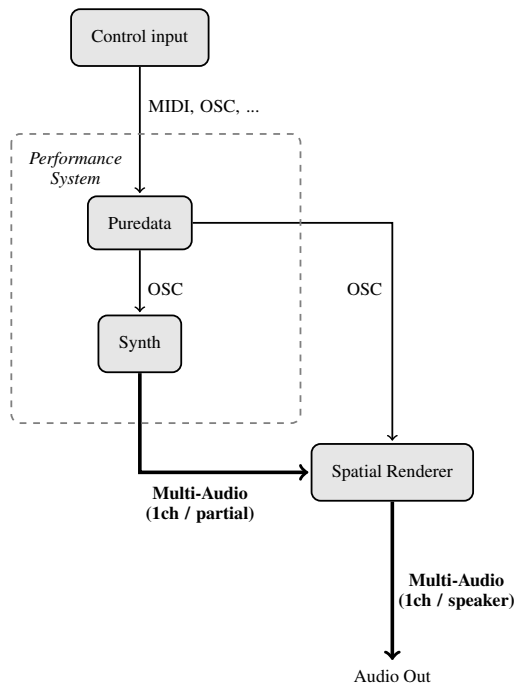 Control input
MIDI, OSC, ...
Performance
System
Puredata
OSC
OSC
Synth
Spatial Renderer
Multi-Audio
(1ch / partial)
Multi-Audio
(1ch / speaker)
Audio Out